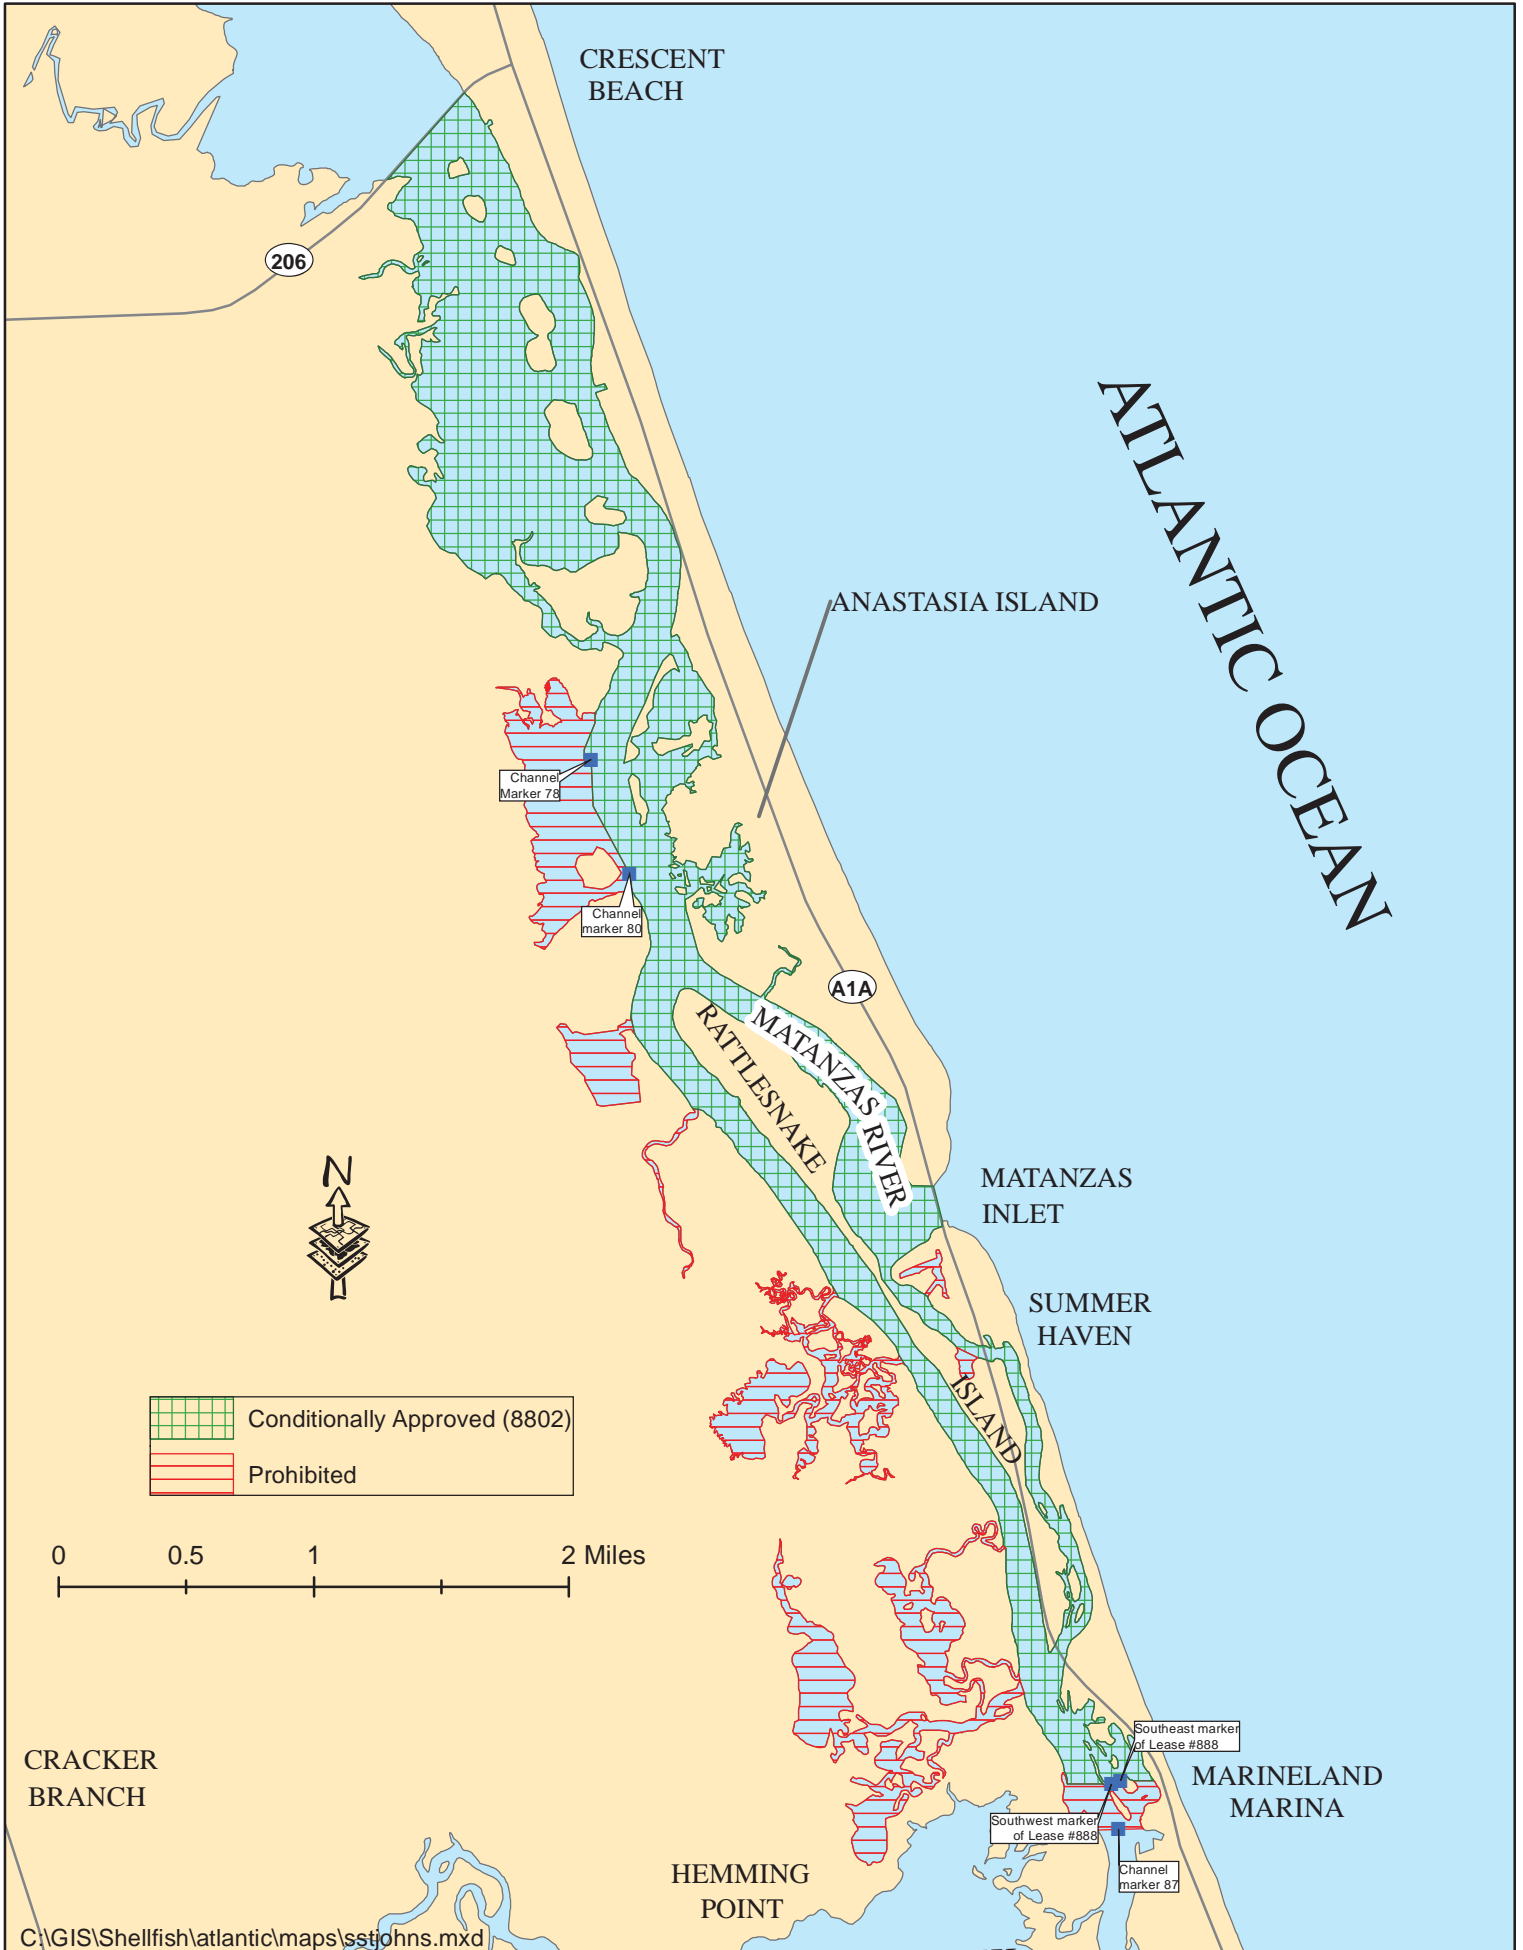 CRESCENT
BEACH
206
ATLANTIC OCEAN
ANASTASIA ISLAND
Channel
Marker 78
Channel
marker 80
A1A
MATANZAS RIVER
RATTLESNAKE
ISLAND
N
MATANZAS
INLET
SUMMER
HAVEN
Conditionally Approved (8802)
Prohibited
0 0.5 1 2 Miles
Southeast marker
of Lease #888
CRACKER
BRANCH
MARINELAND
MARINA
Southwest marker
of Lease #888
Channel
marker 87
HEMMING
POINT
C:\GIS\Shellfish\atlantic\maps\sstjohns.mxd